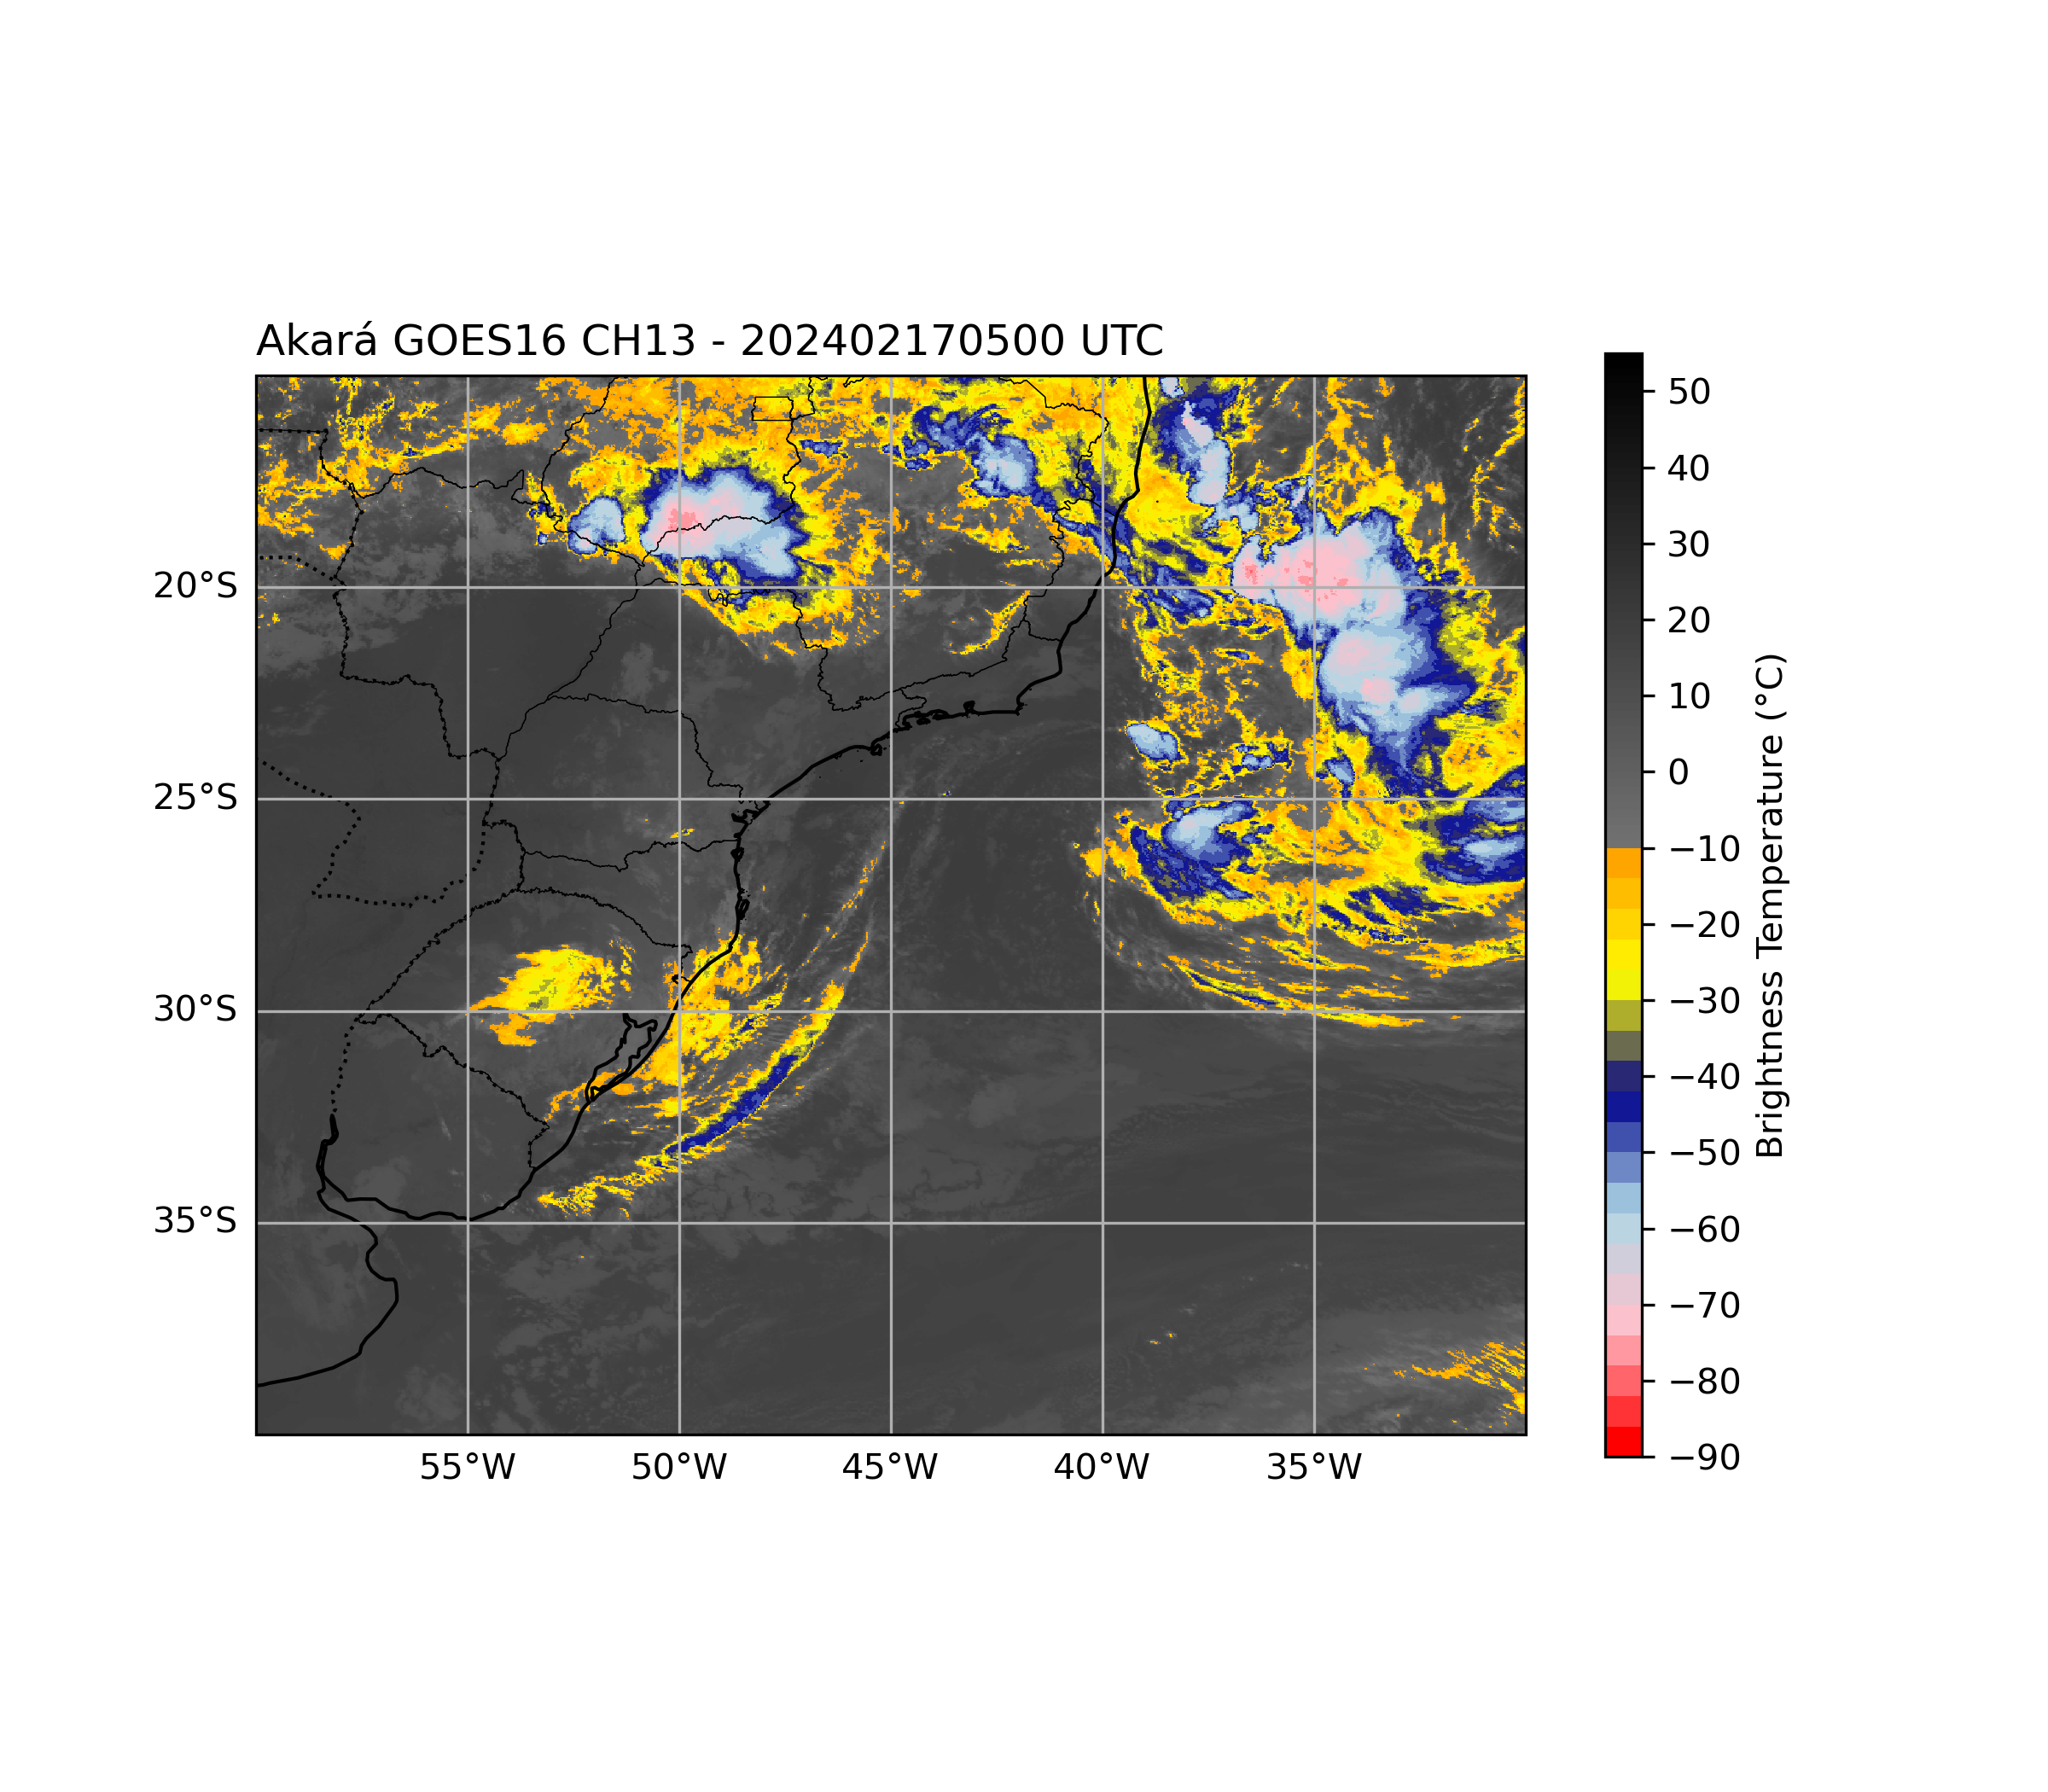 Akará GOES16 CH13 - 202402170500 UTC
20°S
25°S
30°S
35°S
55°W
50°W
45°W
40°W
35°W
50
40
30
20
10
0
−10
−20
−30
−40
−50
−60
−70
−80
−90
Brightness Temperature (°C)